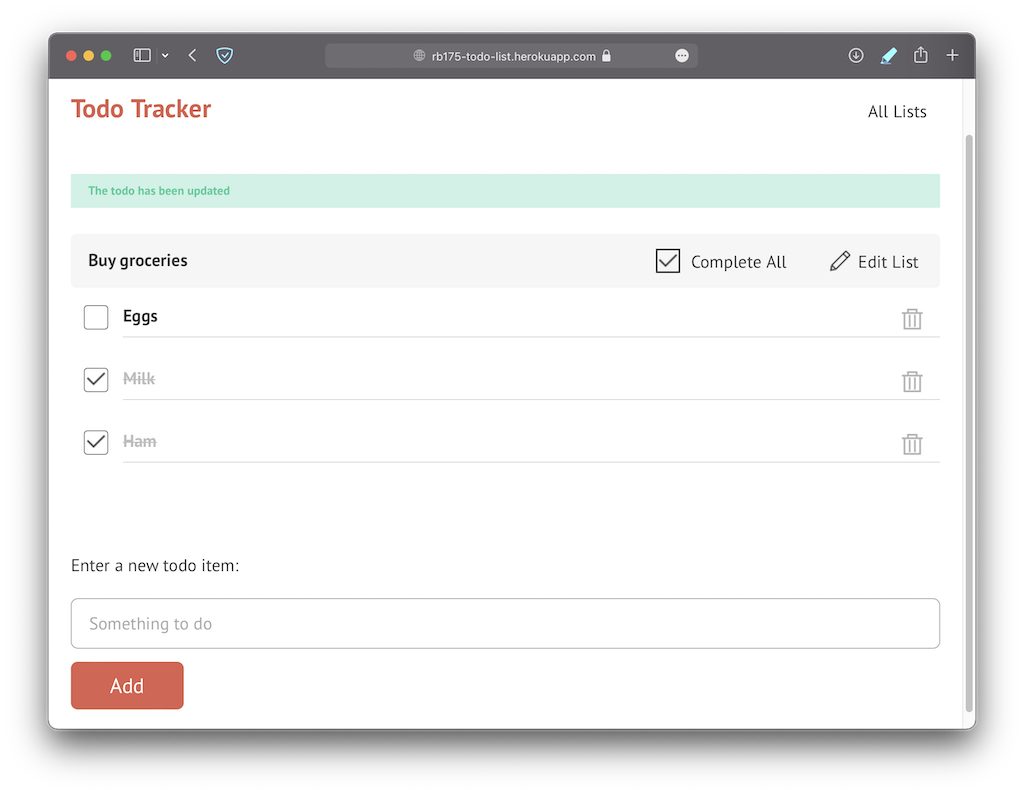 rb175-todo-list.herokuapp.com
Todo Tracker
All Lists
The todo has been updated
Buy groceries
Complete All
Edit List
Eggs
Milk
Ham
Enter a new todo item:
Something to do
Add